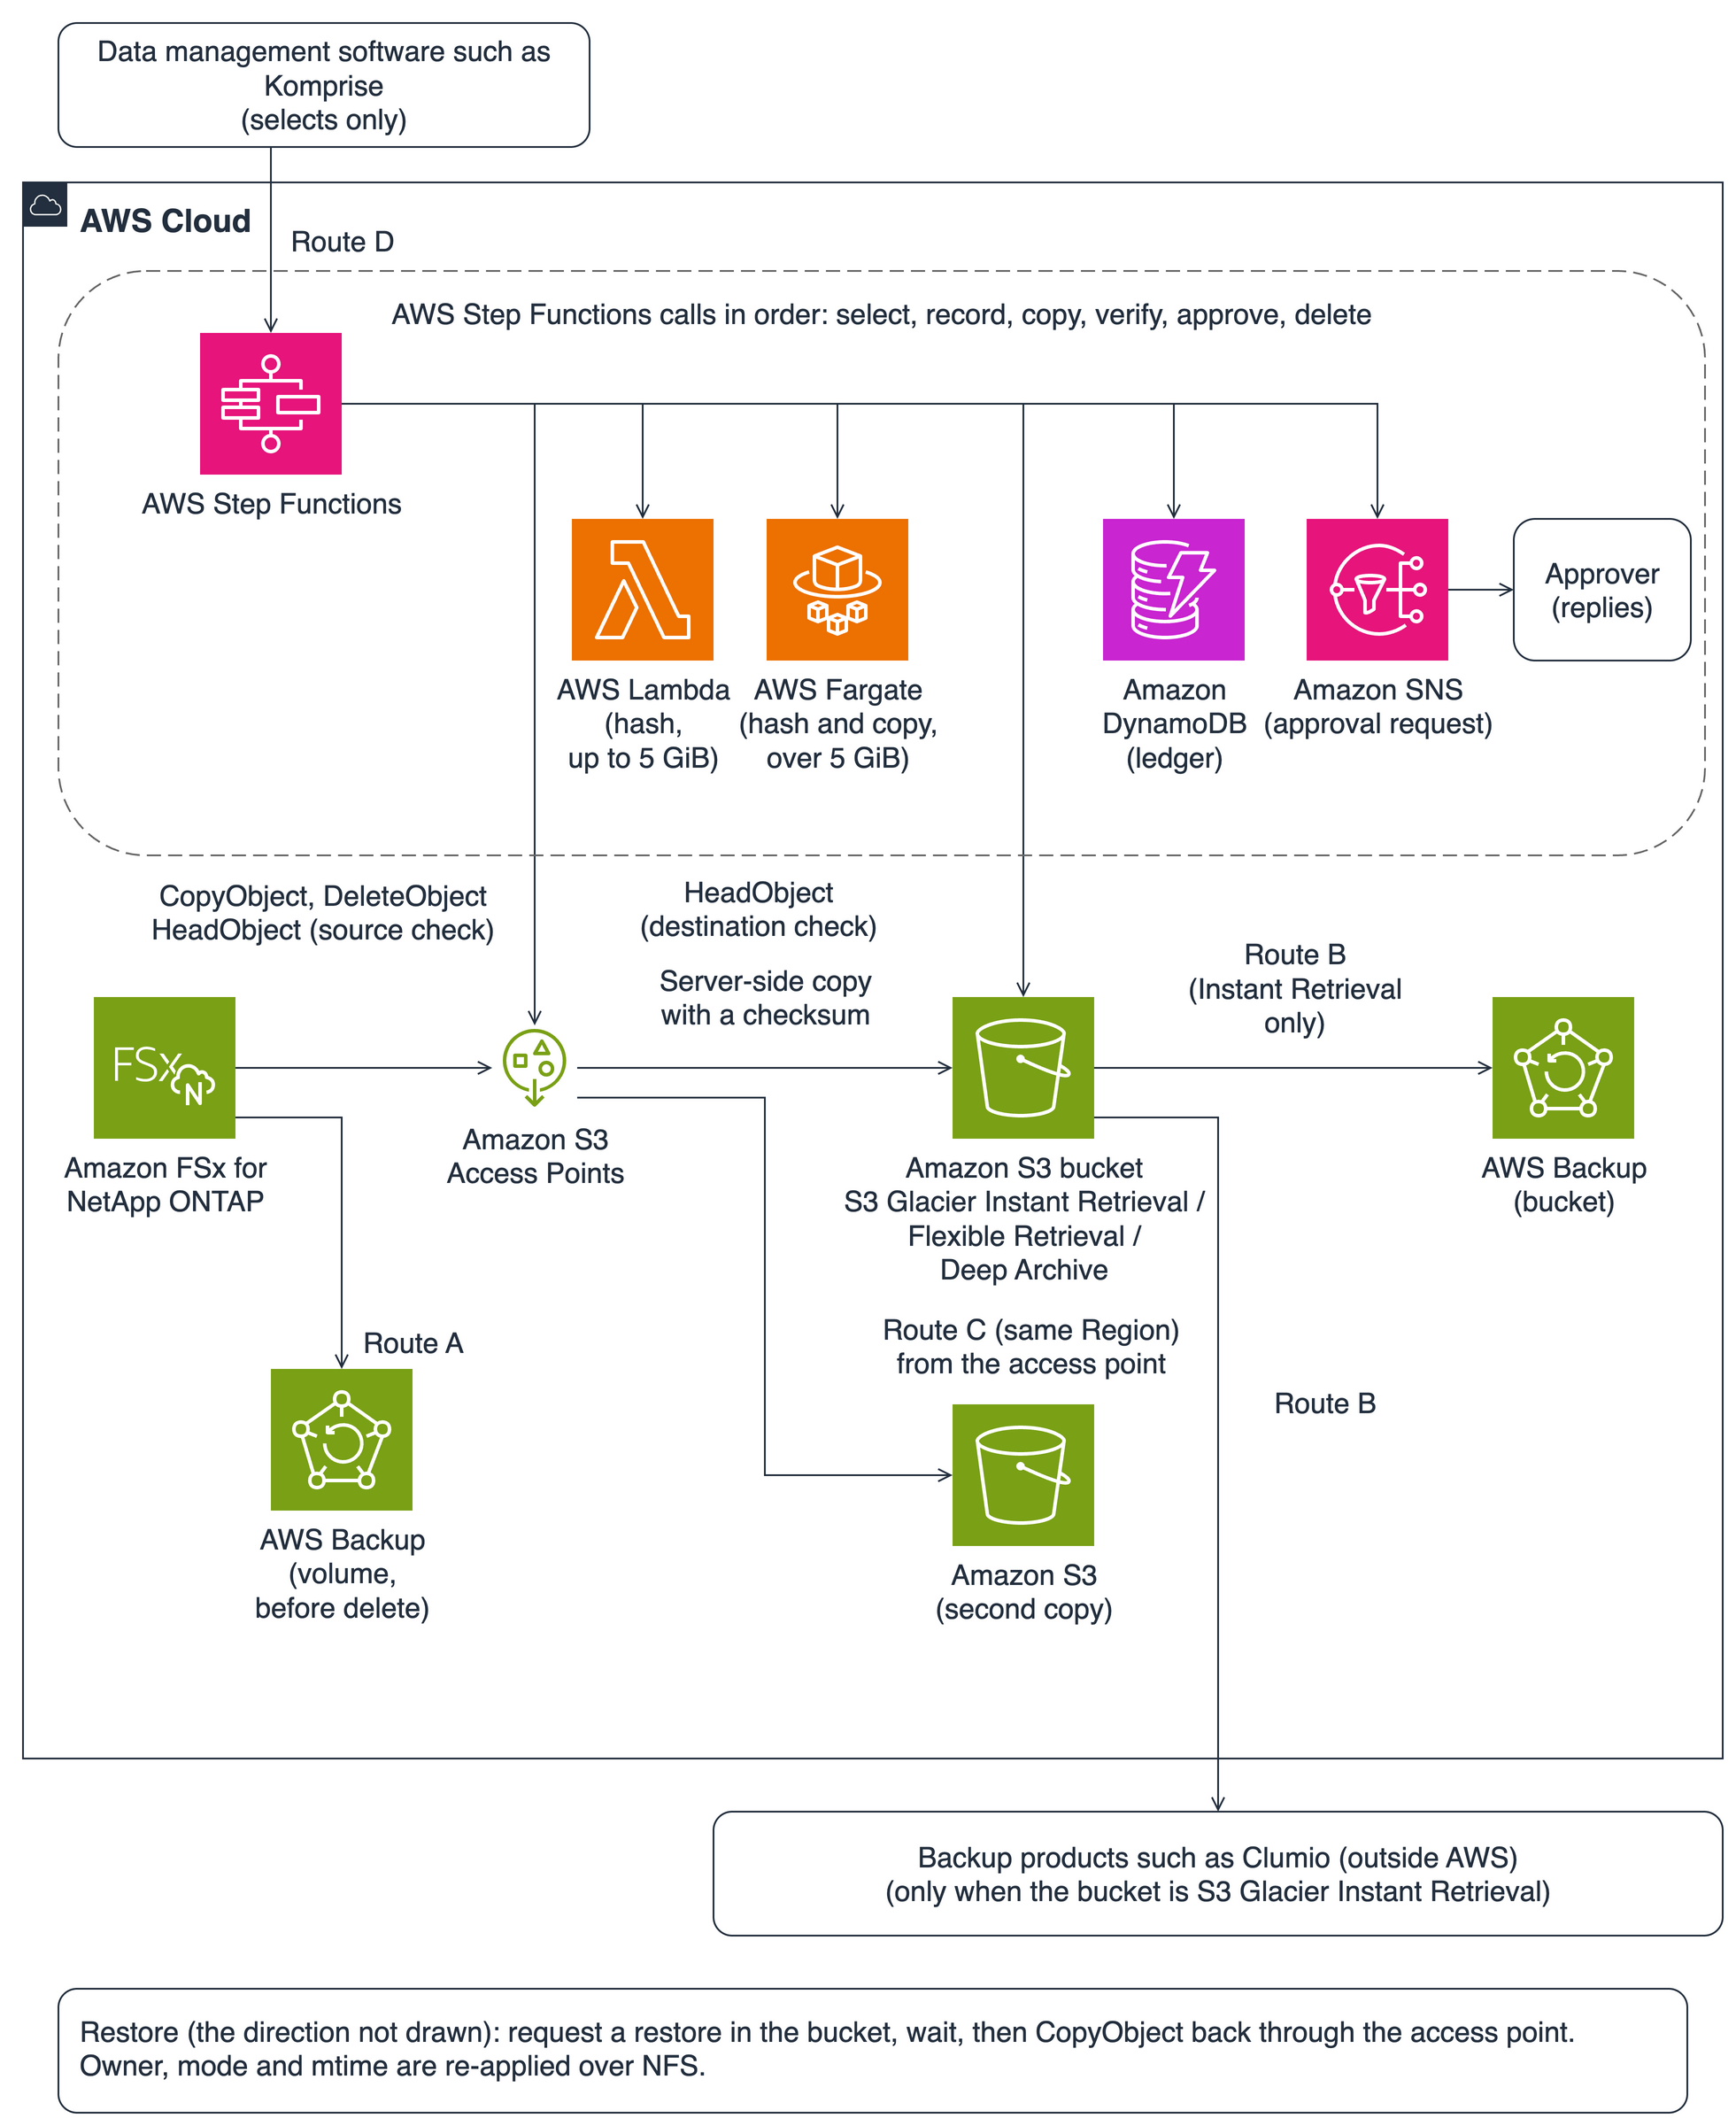 Data management software such as
Komprise
(selects only)
AWS Cloud
Route D
AWS Step Functions calls in order: select, record, copy, verify, approve, delete
AWS Step Functions
AWS Lambda
(hash,
up to 5 GiB)
AWS Fargate
(hash and copy,
over 5 GiB)
Amazon
DynamoDB
(ledger)
Amazon SNS
(approval request)
Approver
(replies)
CopyObject, DeleteObject
HeadObject (source check)
HeadObject
(destination check)
Server-side copy
with a checksum
Route B
(Instant Retrieval
only)
FSx
N
Amazon FSx for
NetApp ONTAP
Amazon S3
Access Points
Amazon S3 bucket
S3 Glacier Instant Retrieval /
Flexible Retrieval /
Deep Archive
AWS Backup
(bucket)
Route A
Route C (same Region)
from the access point
Route B
AWS Backup
(volume,
before delete)
Amazon S3
(second copy)
Backup products such as Clumio (outside AWS)
(only when the bucket is S3 Glacier Instant Retrieval)
Restore (the direction not drawn): request a restore in the bucket, wait, then CopyObject back through the access point.
Owner, mode and mtime are re-applied over NFS.